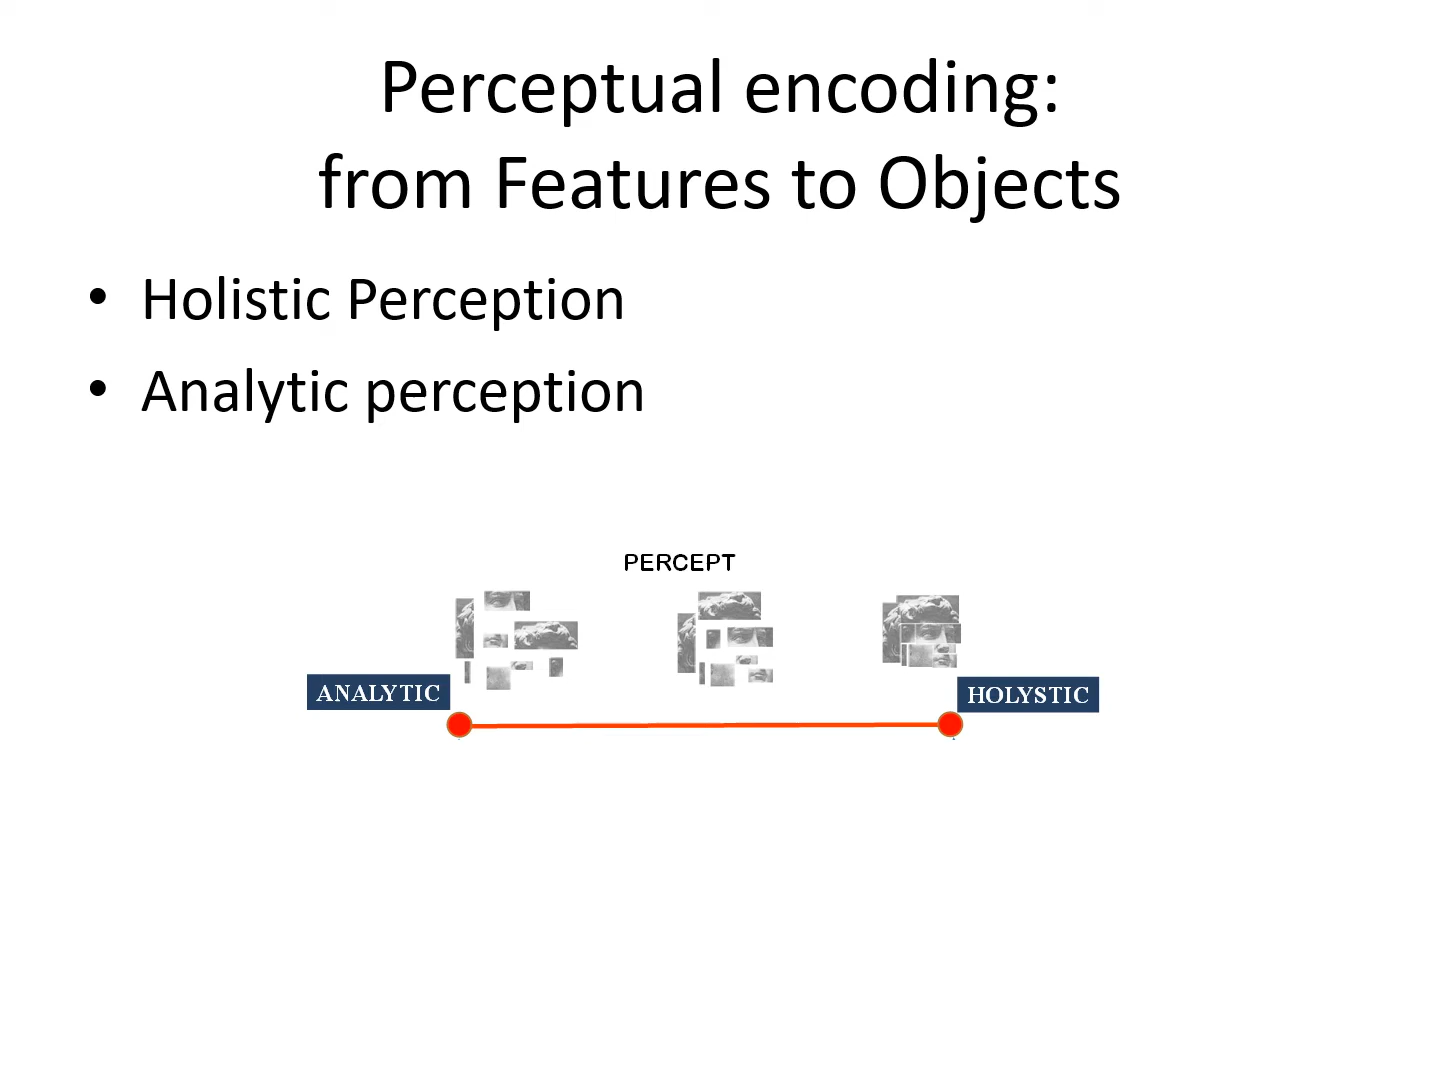 Perceptual encoding:
from Features to Objects
• Holistic Perception
• Analytic perception
PERCEPT
ANALYTIC
HOLYSTIC